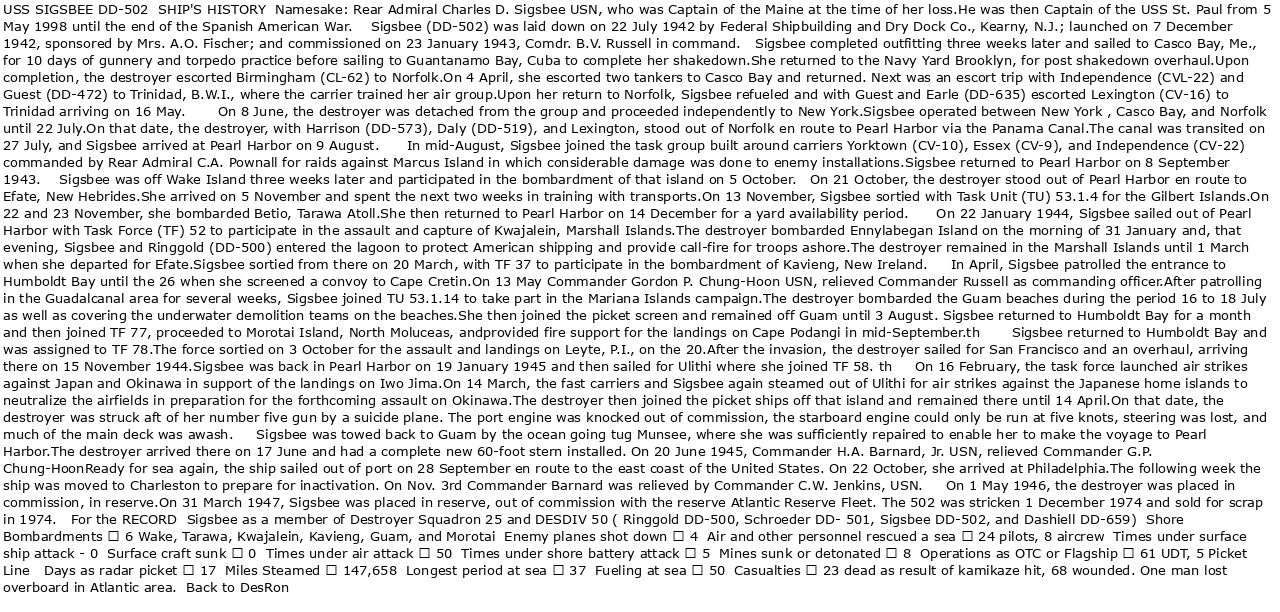 USS SIGSBEE DD-502  SHIP'S HISTORY  Namesake: Rear Admiral Charles D. Sigsbee USN, who was Captain of the Maine at the time of her loss.He was then Captain of the USS St. Paul from 5
May 1998 until the end of the Spanish American War.    Sigsbee (DD-502) was laid down on 22 July 1942 by Federal Shipbuilding and Dry Dock Co., Kearny, N.J.; launched on 7 December
1942, sponsored by Mrs. A.O. Fischer; and commissioned on 23 January 1943, Comdr. B.V. Russell in command.   Sigsbee completed outfitting three weeks later and sailed to Casco Bay, Me.,
for 10 days of gunnery and torpedo practice before sailing to Guantanamo Bay, Cuba to complete her shakedown.She returned to the Navy Yard Brooklyn, for post shakedown overhaul.Upon
completion, the destroyer escorted Birmingham (CL-62) to Norfolk.On 4 April, she escorted two tankers to Casco Bay and returned. Next was an escort trip with Independence (CVL-22) and
Guest (DD-472) to Trinidad, B.W.I., where the carrier trained her air group.Upon her return to Norfolk, Sigsbee refueled and with Guest and Earle (DD-635) escorted Lexington (CV-16) to
Trinidad arriving on 16 May.       On 8 June, the destroyer was detached from the group and proceeded independently to New York.Sigsbee operated between New York , Casco Bay, and Norfolk
until 22 July.On that date, the destroyer, with Harrison (DD-573), Daly (DD-519), and Lexington, stood out of Norfolk en route to Pearl Harbor via the Panama Canal.The canal was transited on
27 July, and Sigsbee arrived at Pearl Harbor on 9 August.      In mid-August, Sigsbee joined the task group built around carriers Yorktown (CV-10), Essex (CV-9), and Independence (CV-22)
commanded by Rear Admiral C.A. Pownall for raids against Marcus Island in which considerable damage was done to enemy installations.Sigsbee returned to Pearl Harbor on 8 September
1943.    Sigsbee was off Wake Island three weeks later and participated in the bombardment of that island on 5 October.   On 21 October, the destroyer stood out of Pearl Harbor en route to
Efate, New Hebrides.She arrived on 5 November and spent the next two weeks in training with transports.On 13 November, Sigsbee sortied with Task Unit (TU) 53.1.4 for the Gilbert Islands.On
22 and 23 November, she bombarded Betio, Tarawa Atoll.She then returned to Pearl Harbor on 14 December for a yard availability period.      On 22 January 1944, Sigsbee sailed out of Pearl
Harbor with Task Force (TF) 52 to participate in the assault and capture of Kwajalein, Marshall Islands.The destroyer bombarded Ennylabegan Island on the morning of 31 January and, that
evening, Sigsbee and Ringgold (DD-500) entered the lagoon to protect American shipping and provide call-fire for troops ashore.The destroyer remained in the Marshall Islands until 1 March
when she departed for Efate.Sigsbee sortied from there on 20 March, with TF 37 to participate in the bombardment of Kavieng, New Ireland.     In April, Sigsbee patrolled the entrance to
Humboldt Bay until the 26 when she screened a convoy to Cape Cretin.On 13 May Commander Gordon P. Chung-Hoon USN, relieved Commander Russell as commanding officer.After patrolling
in the Guadalcanal area for several weeks, Sigsbee joined TU 53.1.14 to take part in the Mariana Islands campaign.The destroyer bombarded the Guam beaches during the period 16 to 18 July
as well as covering the underwater demolition teams on the beaches.She then joined the picket screen and remained off Guam until 3 August. Sigsbee returned to Humboldt Bay for a month
and then joined TF 77, proceeded to Morotai Island, North Moluceas, andprovided fire support for the landings on Cape Podangi in mid-September.th       Sigsbee returned to Humboldt Bay and
was assigned to TF 78.The force sortied on 3 October for the assault and landings on Leyte, P.I., on the 20.After the invasion, the destroyer sailed for San Francisco and an overhaul, arriving
there on 15 November 1944.Sigsbee was back in Pearl Harbor on 19 January 1945 and then sailed for Ulithi where she joined TF 58. th     On 16 February, the task force launched air strikes
against Japan and Okinawa in support of the landings on Iwo Jima.On 14 March, the fast carriers and Sigsbee again steamed out of Ulithi for air strikes against the Japanese home islands to
neutralize the airfields in preparation for the forthcoming assault on Okinawa.The destroyer then joined the picket ships off that island and remained there until 14 April.On that date, the
destroyer was struck aft of her number five gun by a suicide plane. The port engine was knocked out of commission, the starboard engine could only be run at five knots, steering was lost, and
much of the main deck was awash.     Sigsbee was towed back to Guam by the ocean going tug Munsee, where she was sufficiently repaired to enable her to make the voyage to Pearl
Harbor.The destroyer arrived there on 17 June and had a complete new 60-foot stern installed. On 20 June 1945, Commander H.A. Barnard, Jr. USN, relieved Commander G.P.
Chung-HoonReady for sea again, the ship sailed out of port on 28 September en route to the east coast of the United States. On 22 October, she arrived at Philadelphia.The following week the
ship was moved to Charleston to prepare for inactivation. On Nov. 3rd Commander Barnard was relieved by Commander C.W. Jenkins, USN.     On 1 May 1946, the destroyer was placed in
commission, in reserve.On 31 March 1947, Sigsbee was placed in reserve, out of commission with the reserve Atlantic Reserve Fleet. The 502 was stricken 1 December 1974 and sold for scrap
in 1974.   For the RECORD  Sigsbee as a member of Destroyer Squadron 25 and DESDIV 50 ( Ringgold DD-500, Schroeder DD- 501, Sigsbee DD-502, and Dashiell DD-659)  Shore
Bombardments □ 6 Wake, Tarawa, Kwajalein, Kavieng, Guam, and Morotai  Enemy planes shot down □ 4  Air and other personnel rescued a sea □ 24 pilots, 8 aircrew  Times under surface
ship attack - 0  Surface craft sunk □ 0  Times under air attack □ 50  Times under shore battery attack □ 5  Mines sunk or detonated □ 8  Operations as OTC or Flagship □ 61 UDT, 5 Picket
Line   Days as radar picket □ 17  Miles Steamed □ 147,658  Longest period at sea □ 37  Fueling at sea □ 50  Casualties □ 23 dead as result of kamikaze hit, 68 wounded. One man lost
overboard in Atlantic area.  Back to DesRon